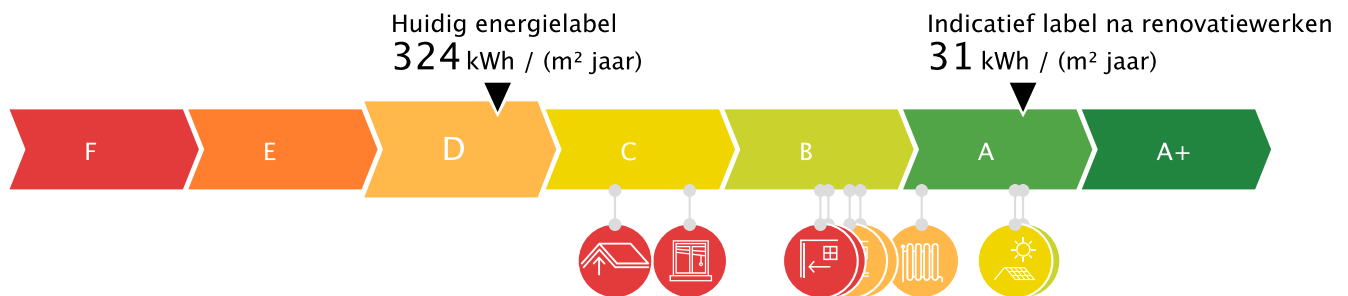 Huidig energielabel
324 kWh / (m² jaar)
Indicatief label na renovatiewerken
31 kWh / (m² jaar)
F E D C B A A+